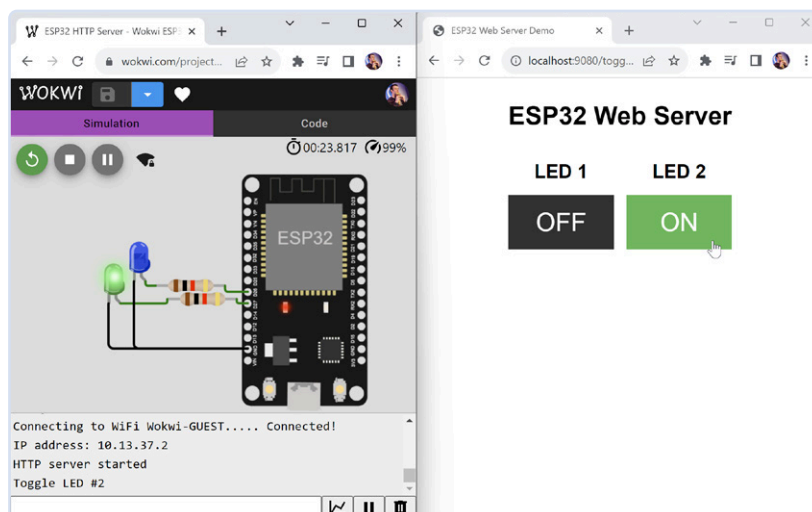 ESP32 HTTP Server - Wokwi ESP
wokwi.com/project...
WOKWi
Simulation
Code
00:23.817
99%
ESP32
Connecting to WiFi Wokwi-GUEST..... Connected!
IP address: 10.13.37.2
HTTP server started
Toggle LED #2
ESP32 Web Server Demo
localhost:9080/togg...
ESP32 Web Server
LED 1
LED 2
OFF
ON